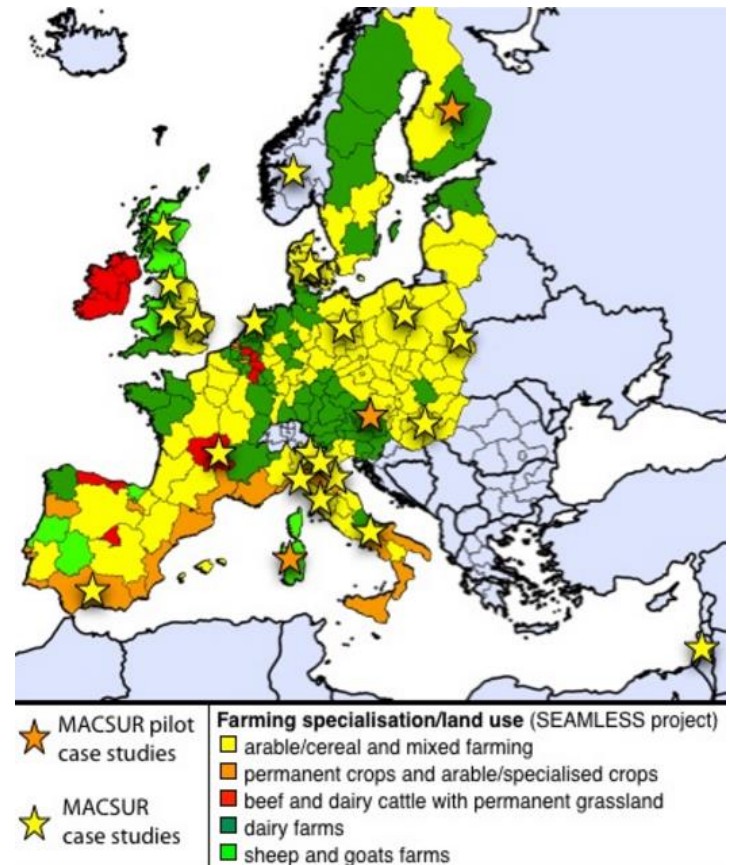 MACSUR pilot
case studies
MACSUR
case studies
Farming specialisation/land use (SEAMLESS project)
arable/cereal and mixed farming
permanent crops and arable/specialised crops
beef and dairy cattle with permanent grassland
dairy farms
sheep and goats farms